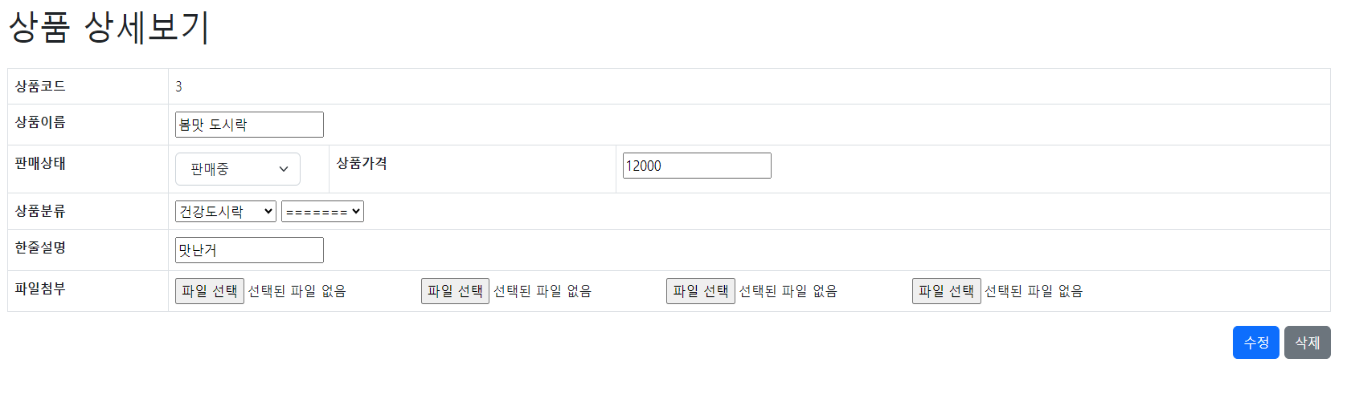 상품 상세보기
상품코드 3
상품이름 봄맛 도시락
판매상태 판매중 상품가격 12000
상품분류 건강도시락 =======
한줄설명 맛난거
파일첨부 파일 선택 선택된 파일 없음 파일 선택 선택된 파일 없음 파일 선택 선택된 파일 없음 파일 선택 선택된 파일 없음
수정 삭제